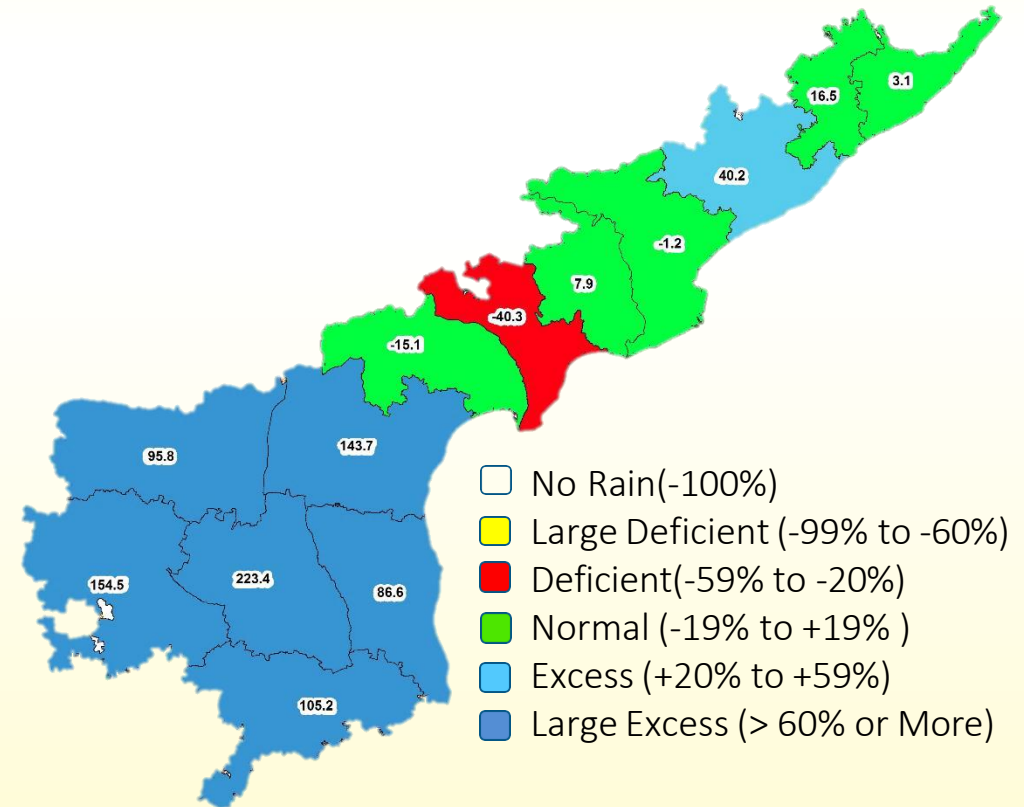 3.1
16.5
40.2
-1.2
7.9
-40.3
-15.1
143.7
95.8
154.5
223.4
86.6
105.2
No Rain(-100%)
Large Deficient (-99% to -60%)
Deficient(-59% to -20%)
Normal (-19% to +19% )
Excess (+20% to +59%)
Large Excess (> 60% or More)